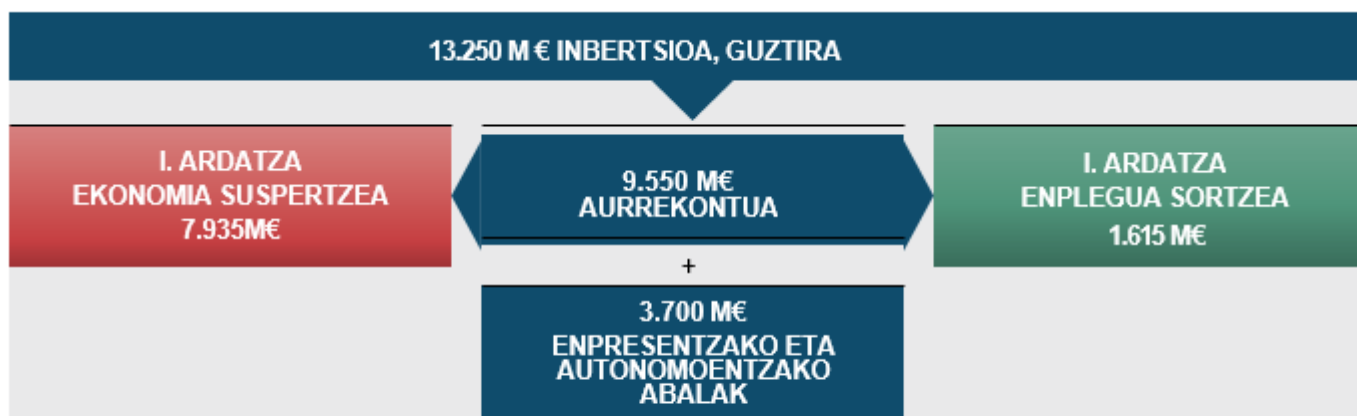 13.250 M € INBERTSIOA, GUZTIRA
I. ARDATZA
EKONOMIA SUSPERTZEA
7.935M€
9.550 M€
AURREKONTUA
I. ARDATZA
ENPLEGUA SORTZEA
1.615 M€
+
3.700 M€
ENPRESENTZAKO ETA
AUTONOMOENTZAKO
ABALAK